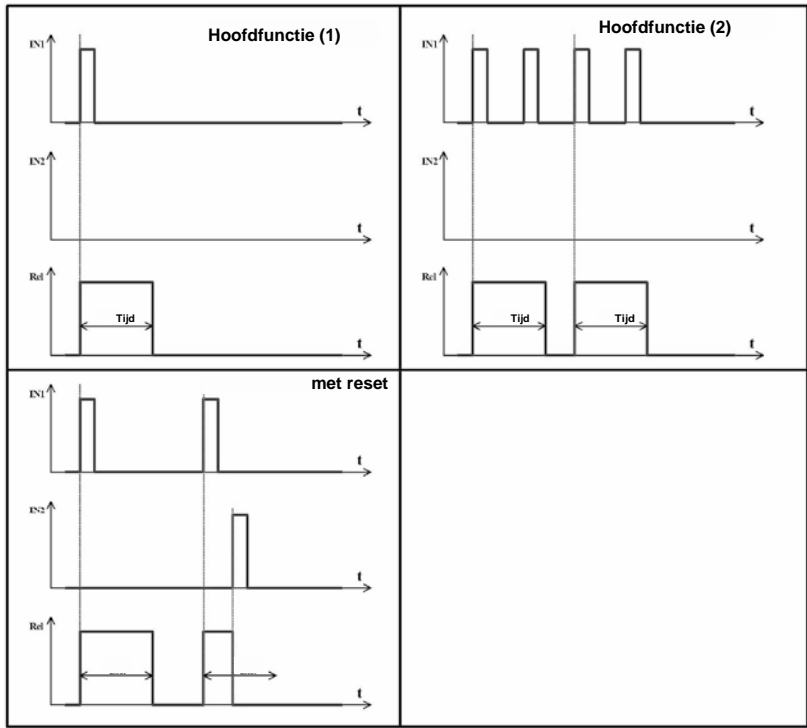 Hoofdfunctie (1)
IN1
t
IN2
t
Rel
Tijd
t
Hoofdfunctie (2)
IN1
t
IN2
t
Rel
Tijd
Tijd
t
met reset
IN1
t
IN2
t
Rel
t